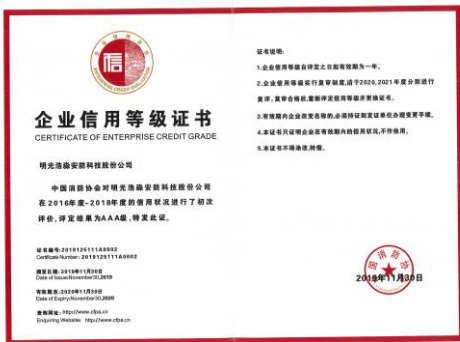 信
ENTERPRISE CREDIT EVALUATION
企业信用等级证书
CERTIFICATE OF ENTERPRISE CREDIT GRADE
明光浩淼安防科技股份公司
中国消防协会对明光浩淼安防科技股份公司
在2016年度-2018年度的信用状况进行了初次
评价,评定结果为AAA级,特发此证。
证书编号:2019125111A0002
Certificate Number: 2019125111A0002
颁发日期:2019年11月30日
Date of Issue:November30,2019
有效期至:2020年11月30日
Date of Expiry:November30,2020
查询网址:http://www.cfpa.cn
Enquiring Website: http://www.cfpa.cn
证书说明:
1.企业信用等级自评定之日起有效期为一年。
2.企业信用等级实行复审制度,请于2020,2021年度分别进行
复评,复审合格后,重新评定信用等级并更换证书。
3.有效期内企业改变名称的,必须持证到发证单位办理变更手续。
4.本证书只证明企业在有效期内的信用状况,不作他用。
5.本证书不得涂改,转借。
国消防协
2019年11月30日